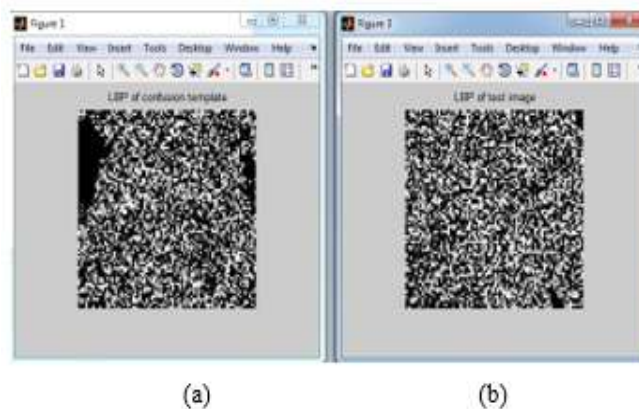 Figure 1
File Edit View Insert Tools Desktop Window Help
LBP of confusion template
Figure 3
File Edit View Insert Tools Desktop Window Help
LBP of test image
(a) (b)